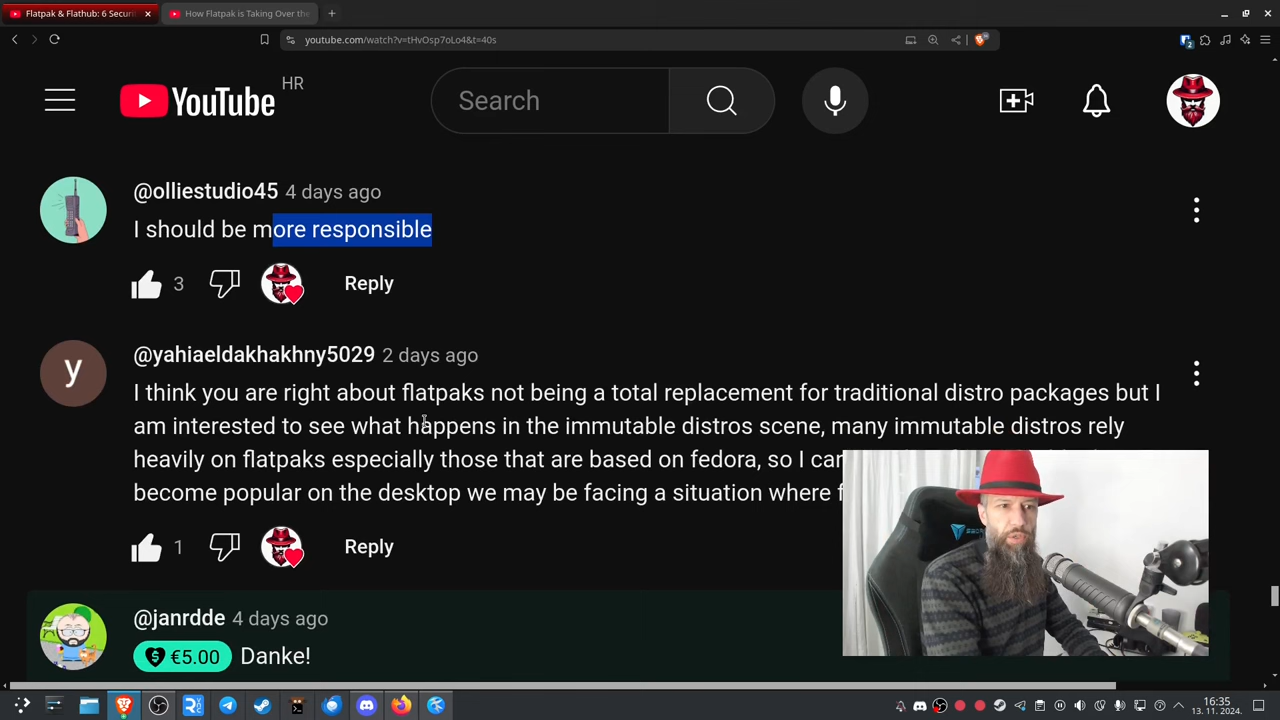 Flatpak & Flathub: 6 Securi
How Flatpak is Taking Over the
youtube.com/watch?v=tHvOsp7oLo4&t=40s
2
YouTube
HR
Search
@olliestudio45 4 days ago
I should be more responsible
3
Reply
y
@yahiaeldakhakhny5029 2 days ago
I think you are right about flatpaks not being a total replacement for traditional distro packages but I
am interested to see what happens in the immutable distros scene, many immutable distros rely
heavily on flatpaks especially those that are based on fedora, so I can
become popular on the desktop we may be facing a situation where f
1
Reply
@janrdde 4 days ago
€5.00 Danke!
16:35
13. 11. 2024.